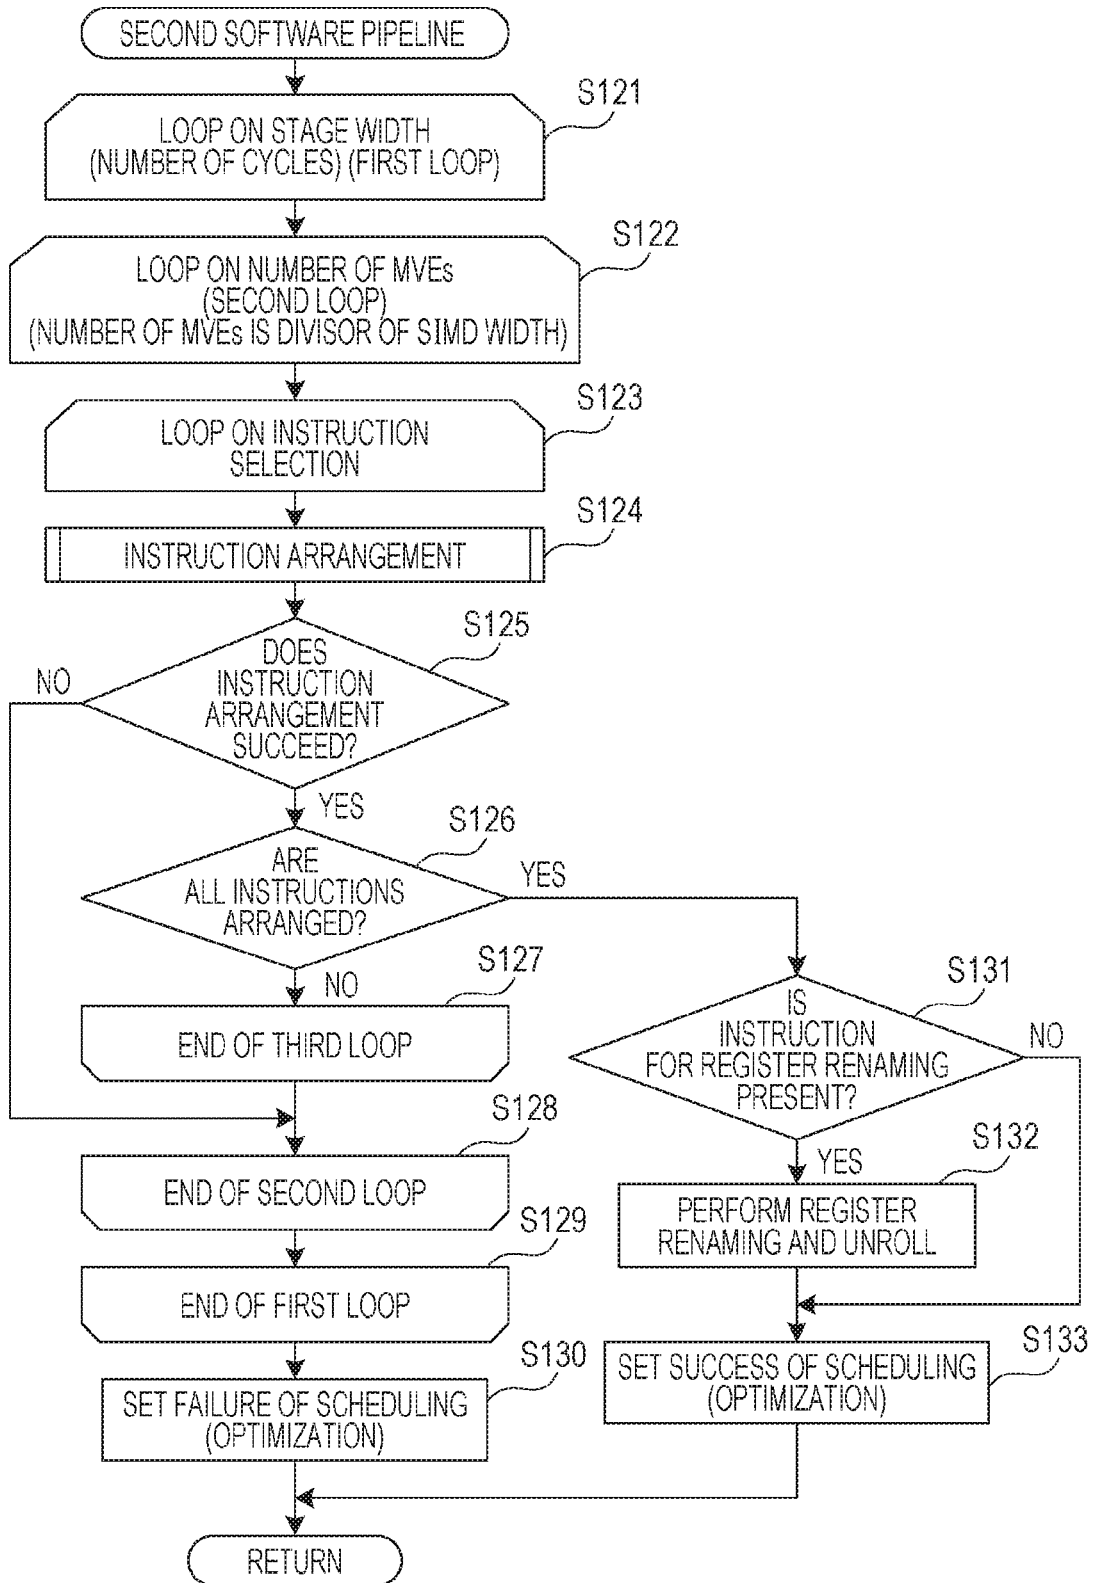 SECOND SOFTWARE PIPELINE
S121
LOOP ON STAGE WIDTH
(NUMBER OF CYCLES) (FIRST LOOP)
S122
LOOP ON NUMBER OF MVEs
(SECOND LOOP)
(NUMBER OF MVEs IS DIVISOR OF SIMD WIDTH)
S123
LOOP ON INSTRUCTION
SELECTION
S124
INSTRUCTION ARRANGEMENT
S125
DOES
INSTRUCTION
ARRANGEMENT
SUCCEED?
NO
YES
S126
ARE
ALL INSTRUCTIONS
ARRANGED?
YES
NO
S127
END OF THIRD LOOP
S131
IS
INSTRUCTION
FOR REGISTER RENAMING
PRESENT?
NO
YES
S128
END OF SECOND LOOP
S132
PERFORM REGISTER
RENAMING AND UNROLL
S129
END OF FIRST LOOP
S130
SET FAILURE OF SCHEDULING
(OPTIMIZATION)
S133
SET SUCCESS OF SCHEDULING
(OPTIMIZATION)
RETURN